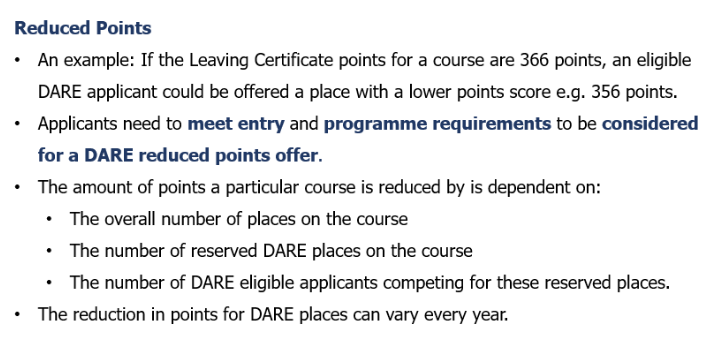 Reduced Points
• An example: If the Leaving Certificate points for a course are 366 points, an eligible
DARE applicant could be offered a place with a lower points score e.g. 356 points.
• Applicants need to meet entry and programme requirements to be considered
for a DARE reduced points offer.
• The amount of points a particular course is reduced by is dependent on:
• The overall number of places on the course
• The number of reserved DARE places on the course
• The number of DARE eligible applicants competing for these reserved places.
• The reduction in points for DARE places can vary every year.